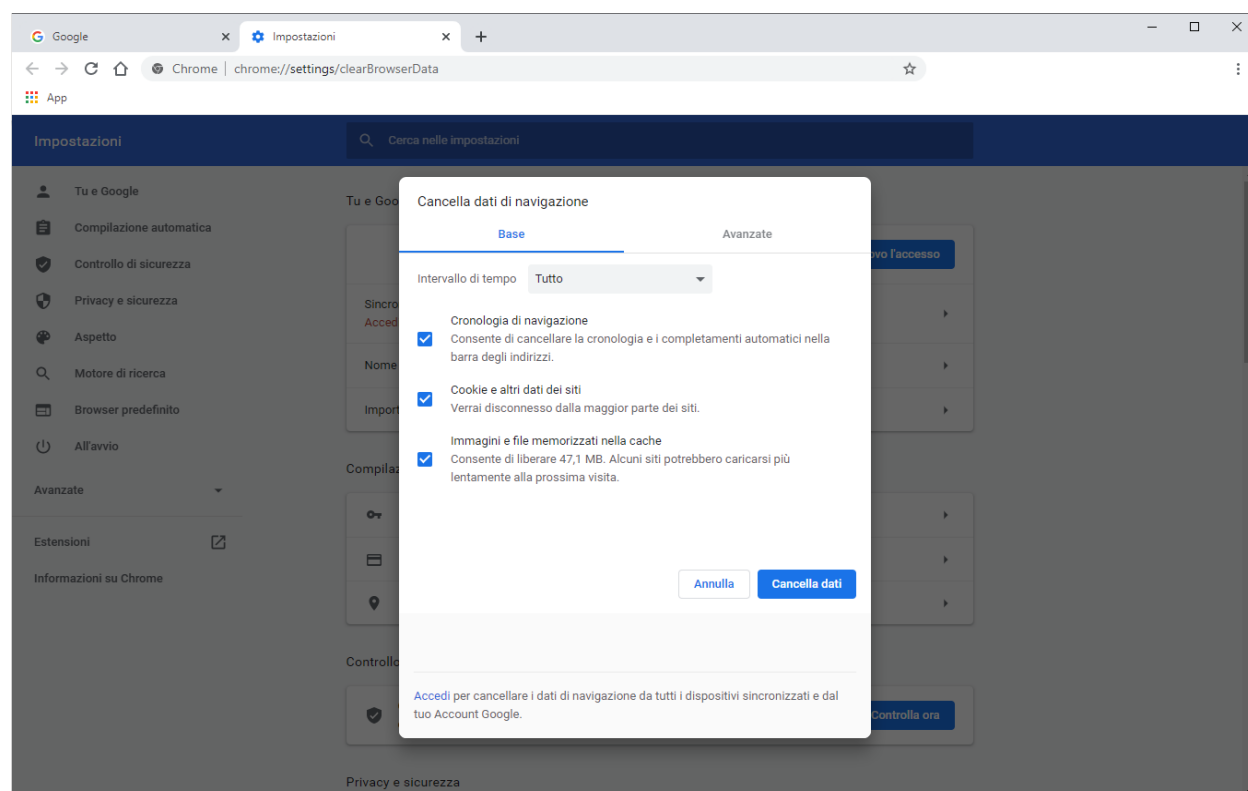 Google
Impostazioni
Chrome | chrome://settings/clearBrowserData
App
Impostazioni
Cerca nelle impostazioni
Tu e Google
Compilazione automatica
Controllo di sicurezza
Privacy e sicurezza
Aspetto
Motore di ricerca
Browser predefinito
All'avvio
Avanzate
Estensioni
Informazioni su Chrome
Tu e Goo
vo l'accesso
Sincro
Acced
Nome
Import
Compilaz
Controllo
Controlla ora
Privacy e sicurezza
Cancella dati di navigazione
Base
Avanzate
Intervallo di tempo Tutto
Cronologia di navigazione
Consente di cancellare la cronologia e i completamenti automatici nella
barra degli indirizzi.
Cookie e altri dati dei siti
Verrai disconnesso dalla maggior parte dei siti.
Immagini e file memorizzati nella cache
Consente di liberare 47,1 MB. Alcuni siti potrebbero caricarsi più
lentamente alla prossima visita.
Annulla
Cancella dati
Accedi per cancellare i dati di navigazione da tutti i dispositivi sincronizzati e dal
tuo Account Google.